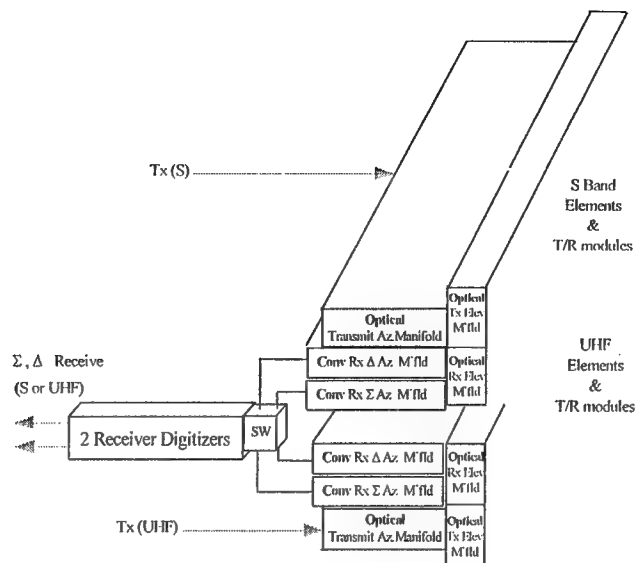 Tx (S)
S Band
Elements
&
T/R modules
Optical
Transmit Az. Manifold
Optical
Tx Elev
M'fld
UHF
Elements
&
T/R modules
Σ, Δ Receive
(S or UHF)
Conv Rx Δ Az M'fld
Conv Rx Σ Az M'fld
Optical
Rx Elev
M'fld
2 Receiver Digitizers
SW
Conv Rx Δ Az M'fld
Conv Rx Σ Az M'fld
Optical
Rx Elev
M'fld
Tx (UHF)
Optical
Transmit Az. Manifold
Optical
Tx Elev
M'fld